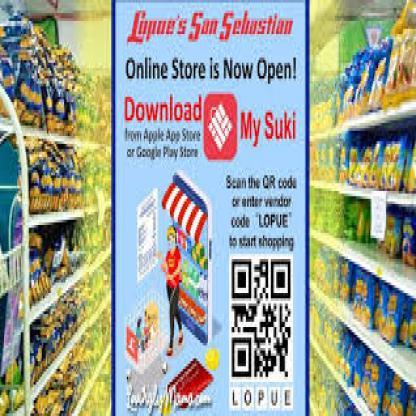 Lopue's San Sebastian
Online Store is Now Open!
Download
from Apple App Store
or Google Play Store
My Suki
Scan the QR code
or enter vendor
code "LOPUE"
to start shopping
LOPUE